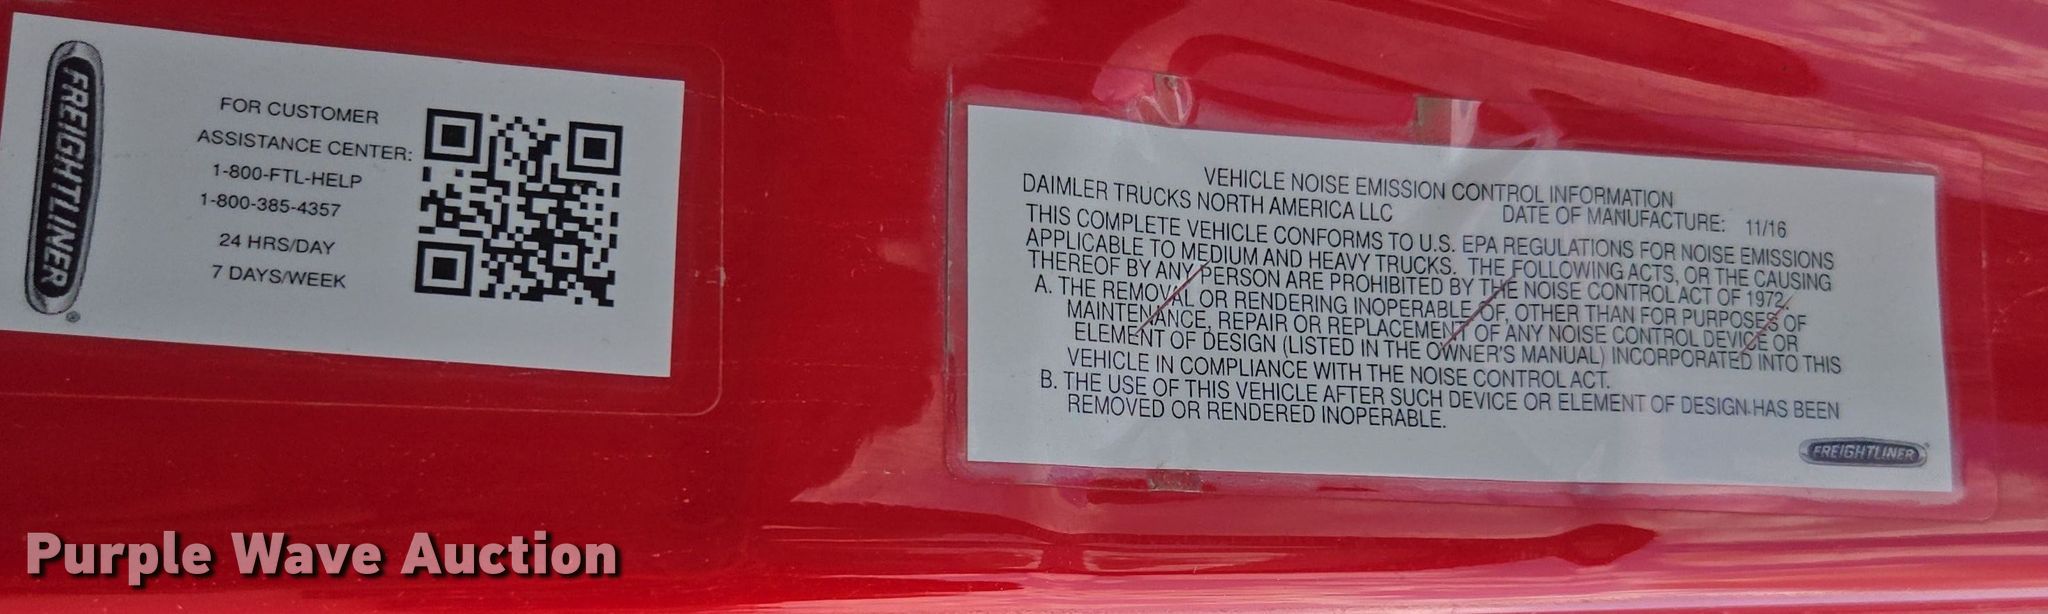 FREIGHTLINER
®
FOR CUSTOMER
ASSISTANCE CENTER:
1-800-FTL-HELP
1-800-385-4357
24 HRS/DAY
7 DAYS/WEEK
VEHICLE NOISE EMISSION CONTROL INFORMATION
DAIMLER TRUCKS NORTH AMERICA LLC DATE OF MANUFACTURE: 11/16
THIS COMPLETE VEHICLE CONFORMS TO U.S. EPA REGULATIONS FOR NOISE EMISSIONS
APPLICABLE TO MEDIUM AND HEAVY TRUCKS. THE FOLLOWING ACTS, OR THE CAUSING
THEREOF BY ANY PERSON ARE PROHIBITED BY THE NOISE CONTROL ACT OF 1972.
A. THE REMOVAL OR RENDERING INOPERABLE OF, OTHER THAN FOR PURPOSES OF
MAINTENANCE, REPAIR OR REPLACEMENT OF ANY NOISE CONTROL DEVICE OR
ELEMENT OF DESIGN (LISTED IN THE OWNER'S MANUAL) INCORPORATED INTO THIS
VEHICLE IN COMPLIANCE WITH THE NOISE CONTROL ACT.
B. THE USE OF THIS VEHICLE AFTER SUCH DEVICE OR ELEMENT OF DESIGN HAS BEEN
REMOVED OR RENDERED INOPERABLE.
FREIGHTLINER
Purple Wave Auction